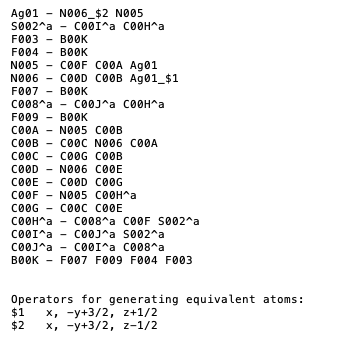 Ag01 - N006_$2 N005
S002^a - C00I^a C00H^a
F003 - B00K
F004 - B00K
N005 - C00F C00A Ag01
N006 - C00D C00B Ag01_$1
F007 - B00K
C008^a - C00J^a C00H^a
F009 - B00K
C00A - N005 C00B
C00B - C00C N006 C00A
C00C - C00G C00B
C00D - N006 C00E
C00E - C00D C00G
C00F - N005 C00H^a
C00G - C00C C00E
C00H^a - C008^a C00F S002^a
C00I^a - C00J^a S002^a
C00J^a - C00I^a C008^a
B00K - F007 F009 F004 F003
Operators for generating equivalent atoms:
$1 x, -y+3/2, z+1/2
$2 x, -y+3/2, z-1/2